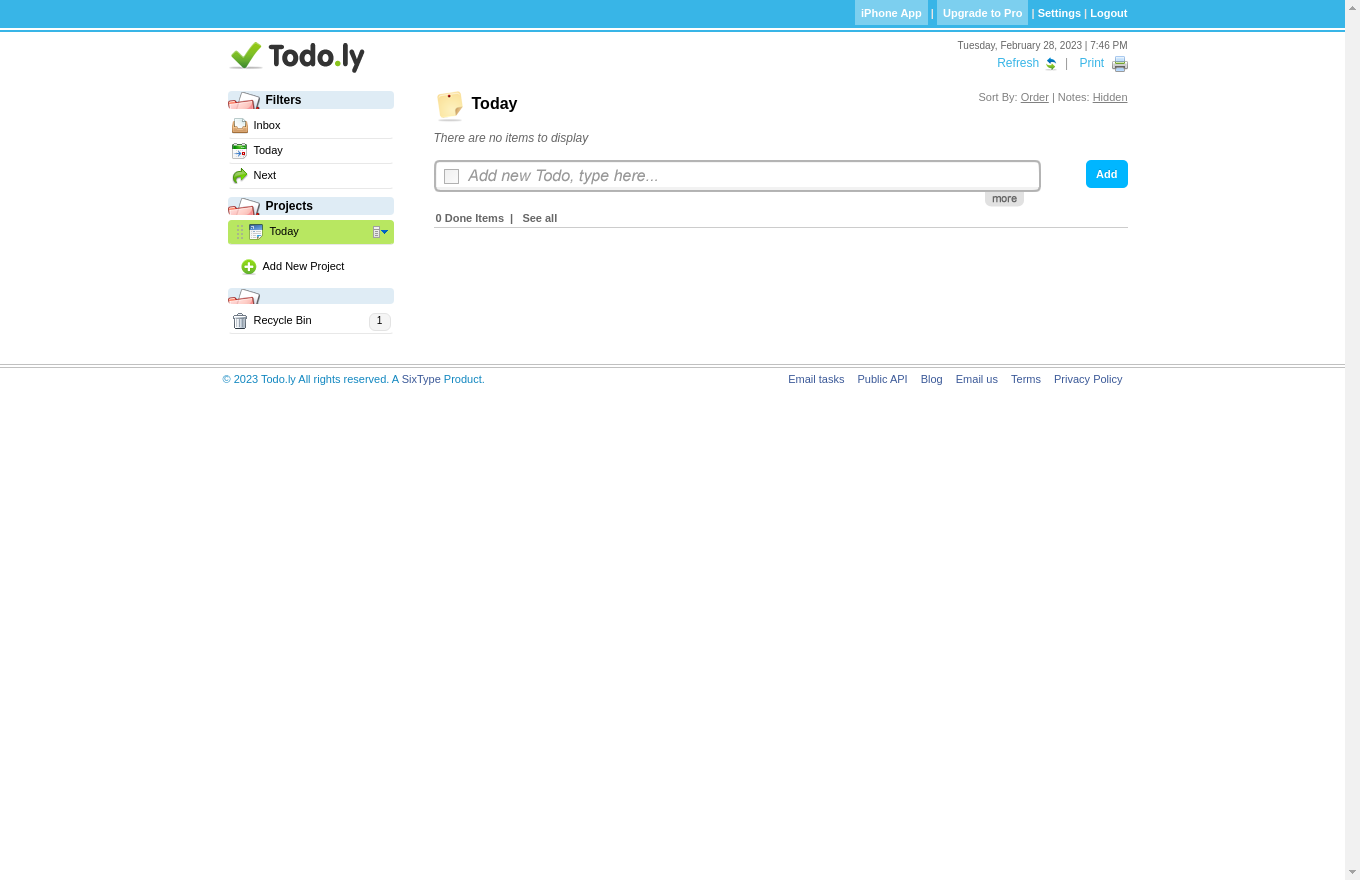 iPhone App | Upgrade to Pro | Settings | Logout
Todo.ly
Tuesday, February 28, 2023 | 7:46 PM
Refresh | Print
Filters
Inbox
Today
Next
Projects
Today
Add New Project
Recycle Bin 1
Today
Sort By: Order | Notes: Hidden
There are no items to display
Add new Todo, type here...
Add
more
0 Done Items | See all
© 2023 Todo.ly All rights reserved. A SixType Product.
Email tasks Public API Blog Email us Terms Privacy Policy